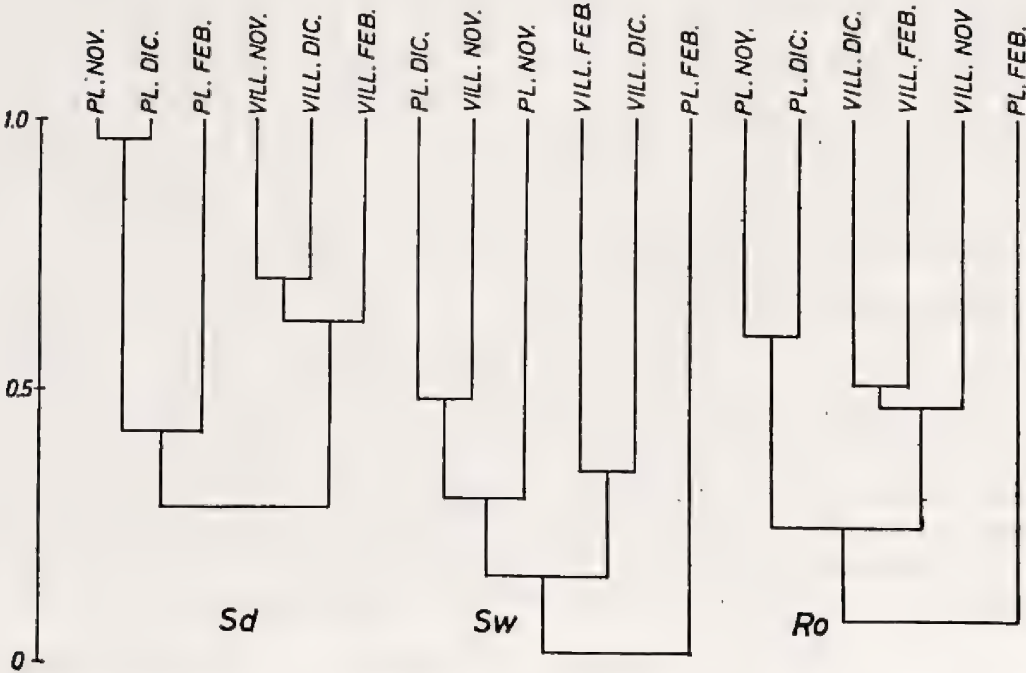 PL. NOV.
PL. DIC.
PL. FEB.
VILL. NOV.
VILL. DIC.
VILL. FEB.
PL. DIC.
VILL. NOV.
PL. NOV.
VILL. FEB.
VILL. DIC.
PL. FEB.
PL. NOV.
PL. DIC.
VILL. DIC.
VILL. FEB.
VILL. NOV
PL. FEB.
1.0
0.5
0
Sd
Sw
Ro